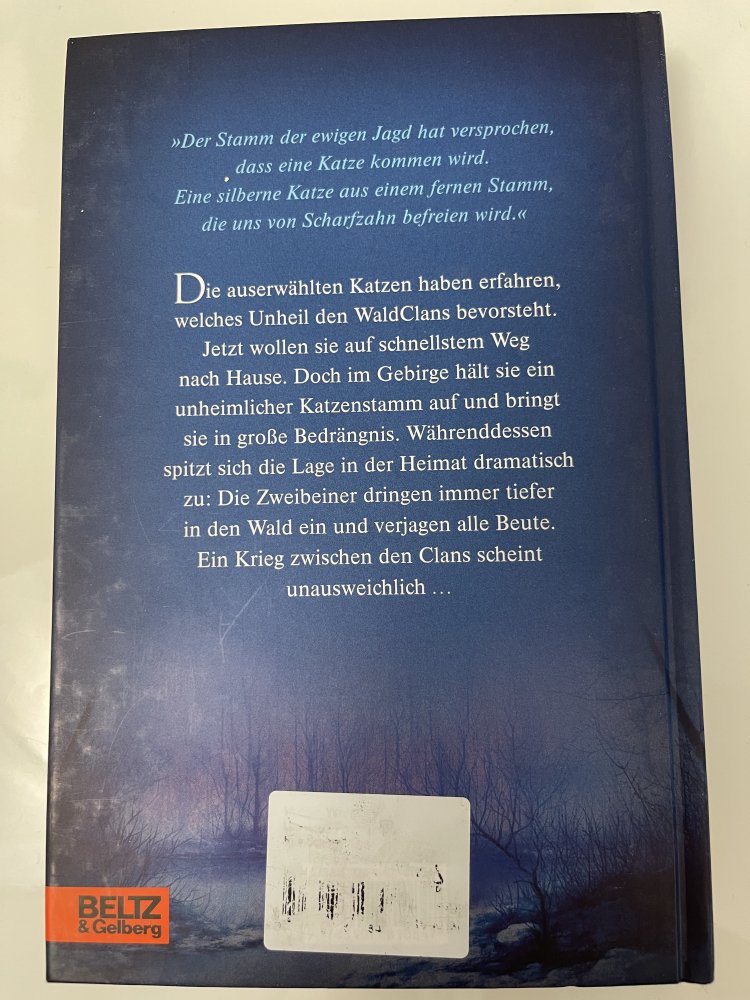 »Der Stamm der ewigen Jagd hat versprochen,
dass eine Katze kommen wird.
Eine silberne Katze aus einem fernen Stamm,
die uns von Scharfzahn befreien wird.«
Die auserwählten Katzen haben erfahren,
welches Unheil den WaldClans bevorsteht.
Jetzt wollen sie auf schnellstem Weg
nach Hause. Doch im Gebirge hält sie ein
unheimlicher Katzenstamm auf und bringt
sie in große Bedrängnis. Währenddessen
spitzt sich die Lage in der Heimat dramatisch
zu: Die Zweibeiner dringen immer tiefer
in den Wald ein und verjagen alle Beute.
Ein Krieg zwischen den Clans scheint
unausweichlich …
BELTZ
& Gelberg